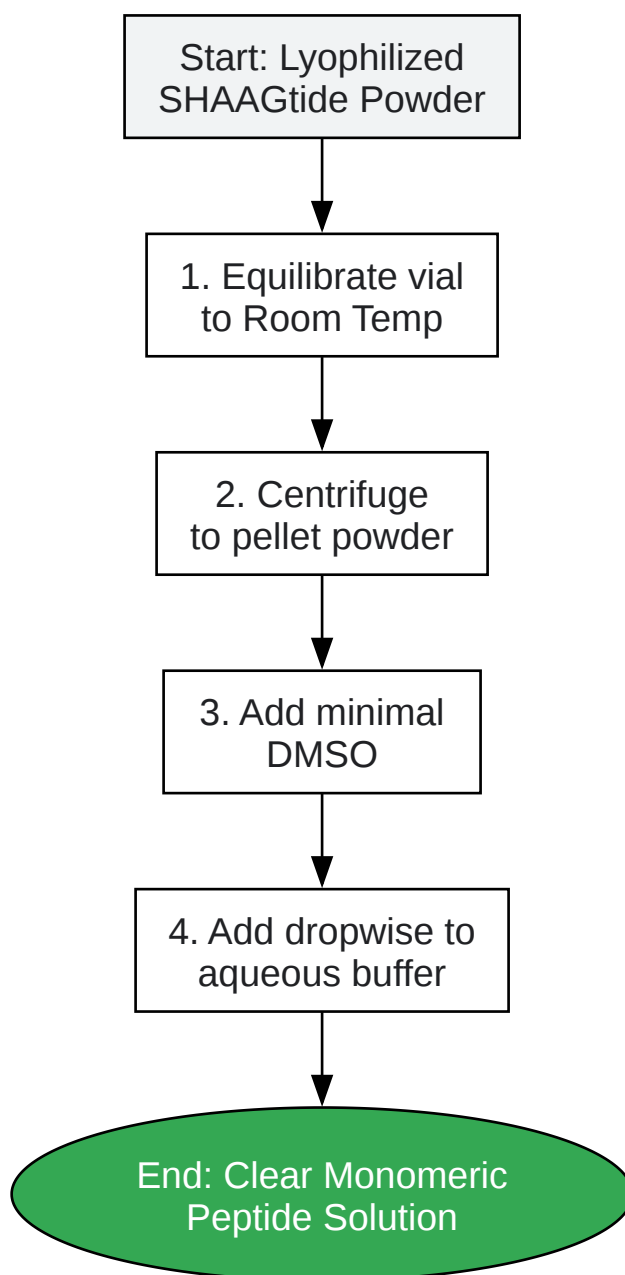 Start: Lyophilized
SHAAGtide Powder
1. Equilibrate vial
to Room Temp
2. Centrifuge
to pellet powder
3. Add minimal
DMSO
4. Add dropwise to
aqueous buffer
End: Clear Monomeric
Peptide Solution